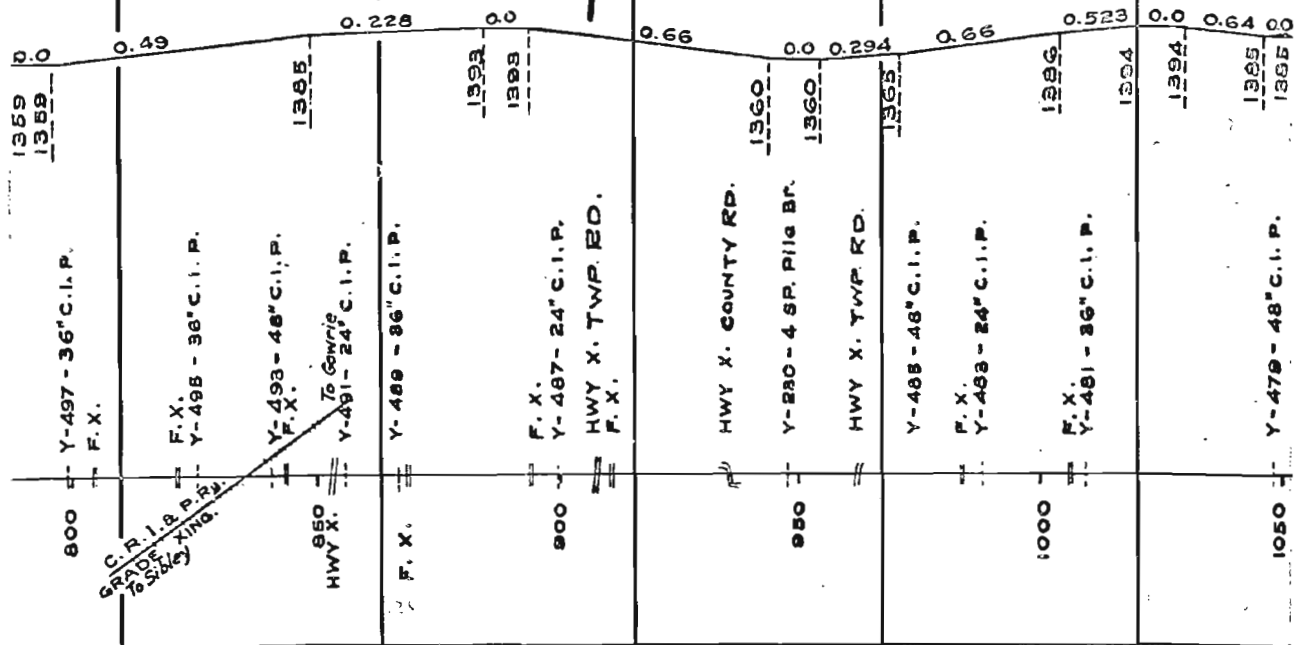 0.0
0.49
0.228
0.0
0.66
0.0
0.294
0.66
0.523
0.0
0.64
0.0
1359
1359
1385
1393
1393
1360
1360
1365
1386
1394
1394
1385
1385
Y-497-36" C.I.P.
F.X.
F.X.
Y-495-36" C.I.P.
Y-493-48" C.I.P.
F.X.
To Gowrie
Y-491-24" C.I.P.
Y-489-36" C.I.P.
F.X.
Y-487-24" C.I.P.
HWY X. TWP. RD.
F.X.
HWY X. COUNTY RD.
Y-280-4 SP. Pile Br.
HWY X. TWP. RD.
Y-485-48" C.I.P.
F.X.
Y-483-24" C.I.P.
F.X.
Y-481-36" C.I.P.
Y-479-48" C.I.P.
800
C.R.I.&P.Ry.
GRADE XING.
To Sibley
850
HWY X.
F.X.
900
950
1000
1050